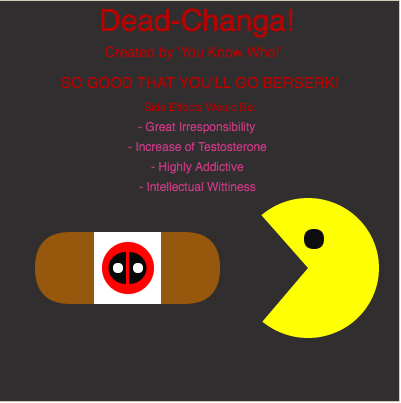 Dead-Changa!
Created by 'You Know Who!'
SO GOOD THAT YOU'LL GO BERSERK!
Side Effects Would Be:
- Great Irresponsibility
- Increase of Testosterone
- Highly Addictive
- Intellectual Wittiness